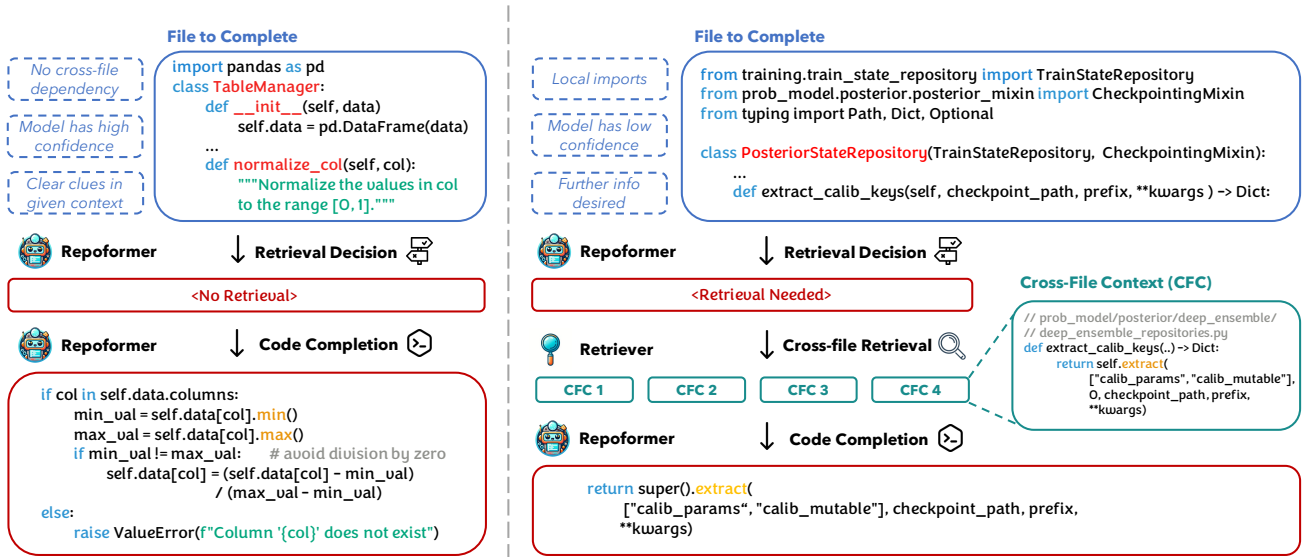 File to Complete
No cross-file
dependency
Model has high
confidence
Clear clues in
given context
import pandas as pd
class TableManager:
def __init__(self, data)
self.data = pd.DataFrame(data)
...
def normalize_col(self, col):
"""Normalize the values in col
to the range [0, 1]."""
Repoformer
Retrieval Decision
<No Retrieval>
Repoformer
Code Completion
if col in self.data.columns:
min_val = self.data[col].min()
max_val = self.data[col].max()
if min_val != max_val: # avoid division by zero
self.data[col] = (self.data[col] - min_val)
/ (max_val - min_val)
else:
raise ValueError(f"Column '{col}' does not exist")
File to Complete
Local imports
Model has low
confidence
Further info
desired
from training.train_state_repository import TrainStateRepository
from prob_model.posterior.posterior_mixin import CheckpointingMixin
from typing import Path, Dict, Optional
class PosteriorStateRepository(TrainStateRepository, CheckpointingMixin):
...
def extract_calib_keys(self, checkpoint_path, prefix, **kwargs ) -> Dict:
Repoformer
Retrieval Decision
<Retrieval Needed>
Retriever
Cross-file Retrieval
CFC 1
CFC 2
CFC 3
CFC 4
Cross-File Context (CFC)
// prob_model/posterior/deep_ensemble/
// deep_ensemble_repositories.py
def extract_calib_keys(..) -> Dict:
return self.extract(
["calib_params", "calib_mutable"],
0, checkpoint_path, prefix,
**kwargs)
Repoformer
Code Completion
return super().extract(
["calib_params“, "calib_mutable"], checkpoint_path, prefix,
**kwargs)